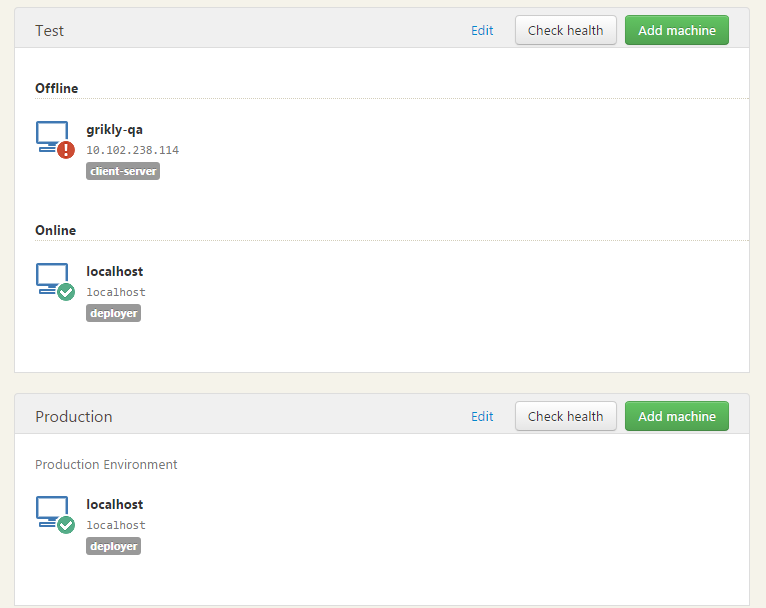 Test Edit Check health Add machine
Offline
grikly-qa
10.102.238.114
client-server
Online
localhost
localhost
deployer
Production Edit Check health Add machine
Production Environment
localhost
localhost
deployer